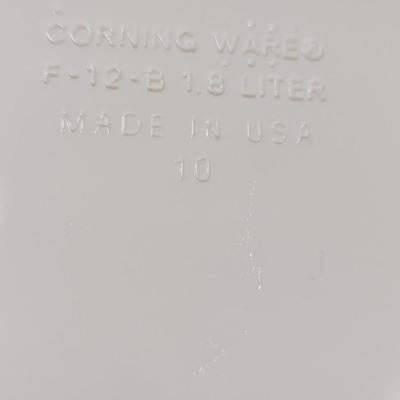 CORNING WARE®
F-12-B 1.8 LITER
MADE IN USA
10